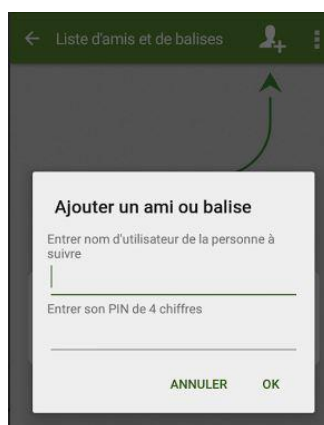 Liste d'amis et de balises
Ajouter un ami ou balise
Entrer nom d'utilisateur de la personne à
suivre
Entrer son PIN de 4 chiffres
ANNULER OK